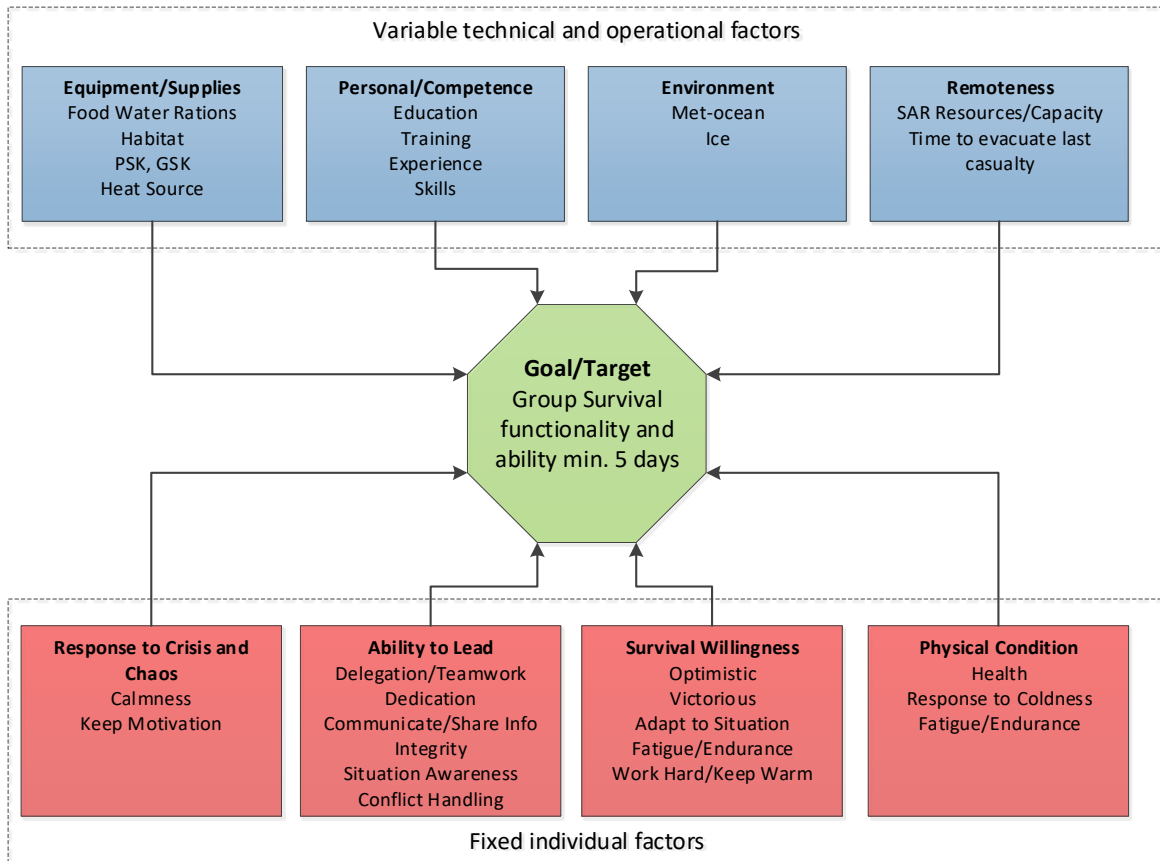 Variable technical and operational factors
Equipment/Supplies
Food Water Rations
Habitat
PSK, GSK
Heat Source
Personal/Competence
Education
Training
Experience
Skills
Environment
Met-ocean
Ice
Remoteness
SAR Resources/Capacity
Time to evacuate last
casualty
Goal/Target
Group Survival
functionality and
ability min. 5 days
Response to Crisis and
Chaos
Calmness
Keep Motivation
Ability to Lead
Delegation/Teamwork
Dedication
Communicate/Share Info
Integrity
Situation Awareness
Conflict Handling
Survival Willingness
Optimistic
Victorious
Adapt to Situation
Fatigue/Endurance
Work Hard/Keep Warm
Physical Condition
Health
Response to Coldness
Fatigue/Endurance
Fixed individual factors